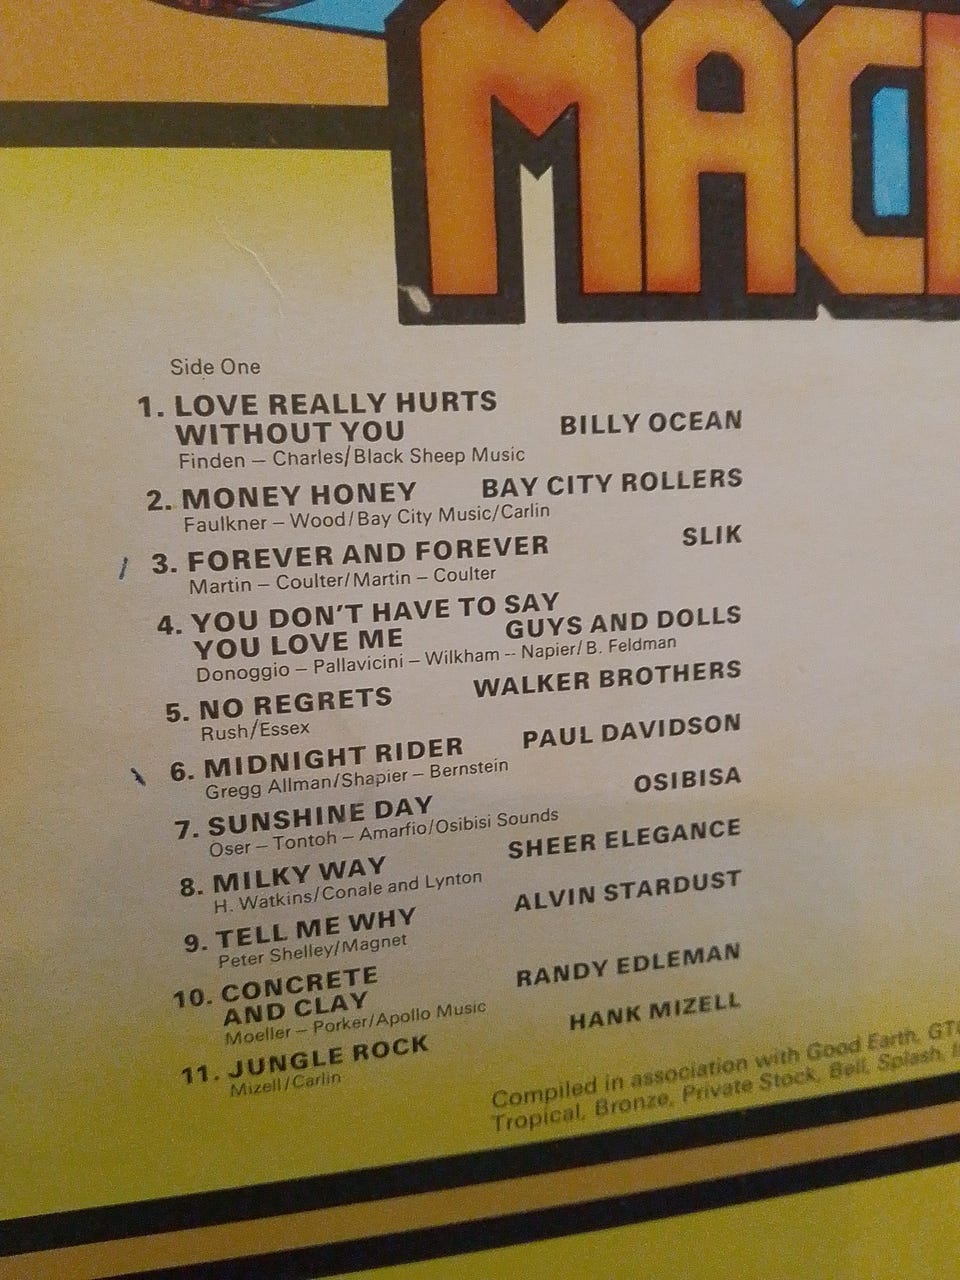 MAC
Side One
1. LOVE REALLY HURTS
WITHOUT YOU BILLY OCEAN
Finden – Charles/Black Sheep Music
2. MONEY HONEY BAY CITY ROLLERS
Faulkner – Wood/Bay City Music/Carlin
3. FOREVER AND FOREVER SLIK
Martin – Coulter/Martin – Coulter
4. YOU DON'T HAVE TO SAY
YOU LOVE ME GUYS AND DOLLS
Donoggio – Pallavicini – Wilkham -- Napier/B. Feldman
5. NO REGRETS WALKER BROTHERS
Rush/Essex
6. MIDNIGHT RIDER PAUL DAVIDSON
Gregg Allman/Shapier – Bernstein
7. SUNSHINE DAY OSIBISA
Oser – Tontoh – Amarfio/Osibisi Sounds
8. MILKY WAY SHEER ELEGANCE
H. Watkins/Conale and Lynton
9. TELL ME WHY ALVIN STARDUST
Peter Shelley/Magnet
10. CONCRETE
AND CLAY RANDY EDLEMAN
Moeller – Porker/Apollo Music
11. JUNGLE ROCK HANK MIZELL
Mizell/Carlin
Compiled in association with Good Earth, GT
Tropical, Bronze, Private Stock, Bell, Splash,